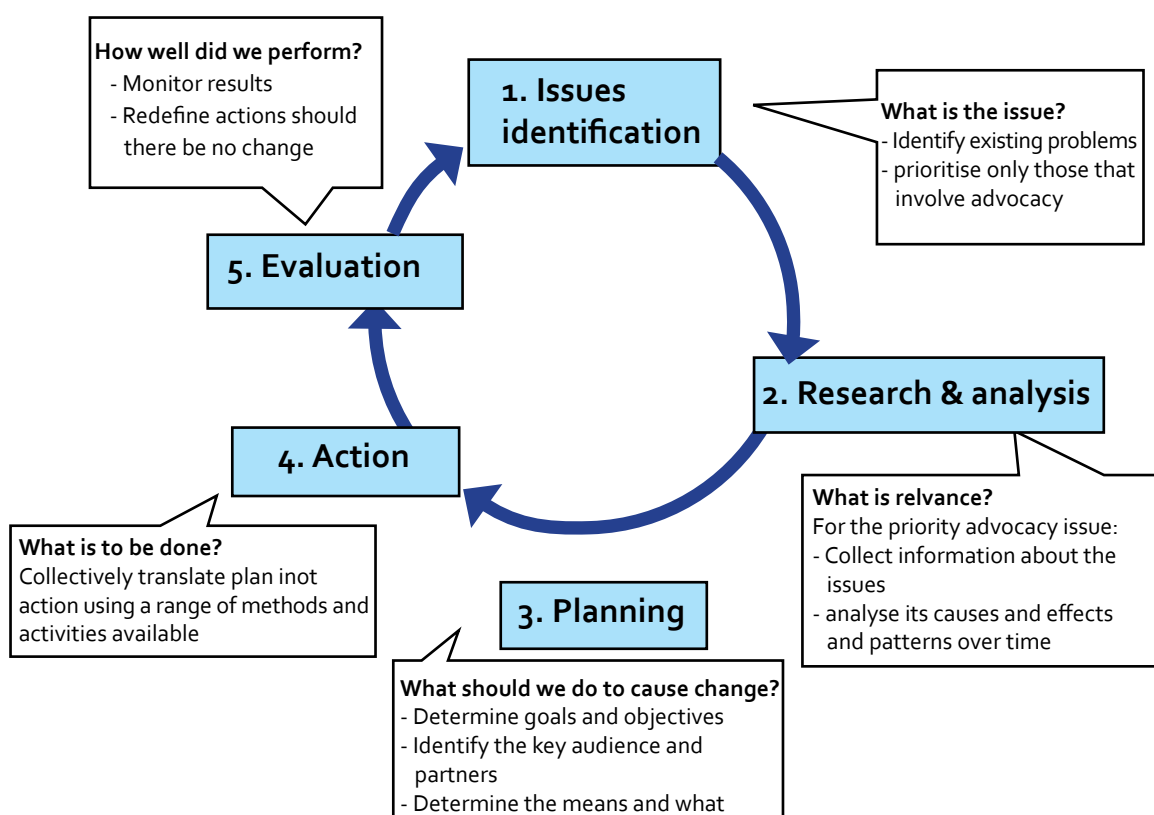 How well did we perform?
- Monitor results
- Redefine actions should
there be no change
1. Issues
identification
What is the issue?
- Identify existing problems
- prioritise only those that
involve advocacy
5. Evaluation
2. Research & analysis
4. Action
What is relvance?
For the priority advocacy issue:
- Collect information about the
issues
- analyse its causes and effects
and patterns over time
What is to be done?
Collectively translate plan inot
action using a range of methods and
activities available
3. Planning
What should we do to cause change?
- Determine goals and objectives
- Identify the key audience and
partners
- Determine the means and what